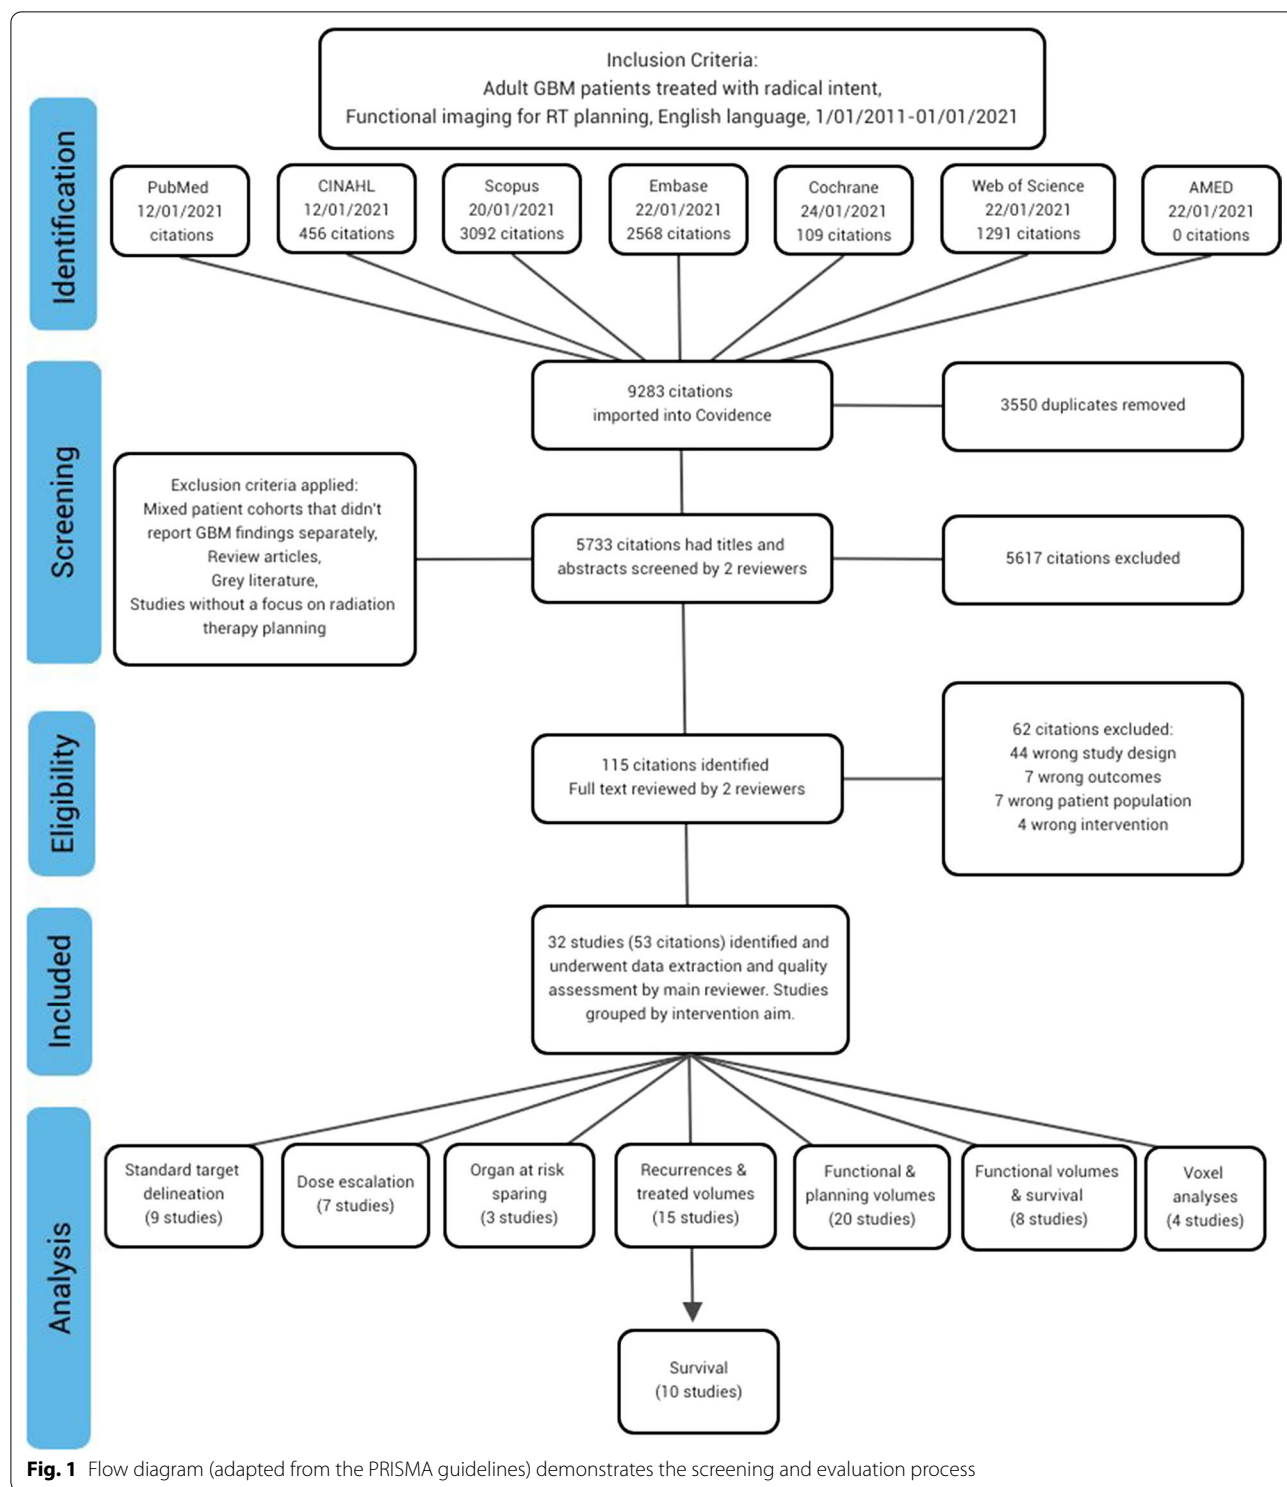 Inclusion Criteria:
Adult GBM patients treated with radical intent,
Functional imaging for RT planning, English language, 1/01/2011-01/01/2021
Identification
PubMed
12/01/2021
citations
CINAHL
12/01/2021
456 citations
Scopus
20/01/2021
3092 citations
Embase
22/01/2021
2568 citations
Cochrane
24/01/2021
109 citations
Web of Science
22/01/2021
1291 citations
AMED
22/01/2021
0 citations
Screening
9283 citations
imported into Covidence
3550 duplicates removed
Exclusion criteria applied:
Mixed patient cohorts that didn't
report GBM findings separately,
Review articles,
Grey literature,
Studies without a focus on radiation
therapy planning
5733 citations had titles and
abstracts screened by 2 reviewers
5617 citations excluded
Eligibility
115 citations identified
Full text reviewed by 2 reviewers
62 citations excluded:
44 wrong study design
7 wrong outcomes
7 wrong patient population
4 wrong intervention
Included
32 studies (53 citations) identified and
underwent data extraction and quality
assessment by main reviewer. Studies
grouped by intervention aim.
Analysis
Standard target
delineation
(9 studies)
Dose escalation
(7 studies)
Organ at risk
sparing
(3 studies)
Recurrences &
treated volumes
(15 studies)
Functional &
planning volumes
(20 studies)
Functional volumes
& survival
(8 studies)
Voxel
analyses
(4 studies)
Survival
(10 studies)
Fig. 1 Flow diagram (adapted from the PRISMA guidelines) demonstrates the screening and evaluation process